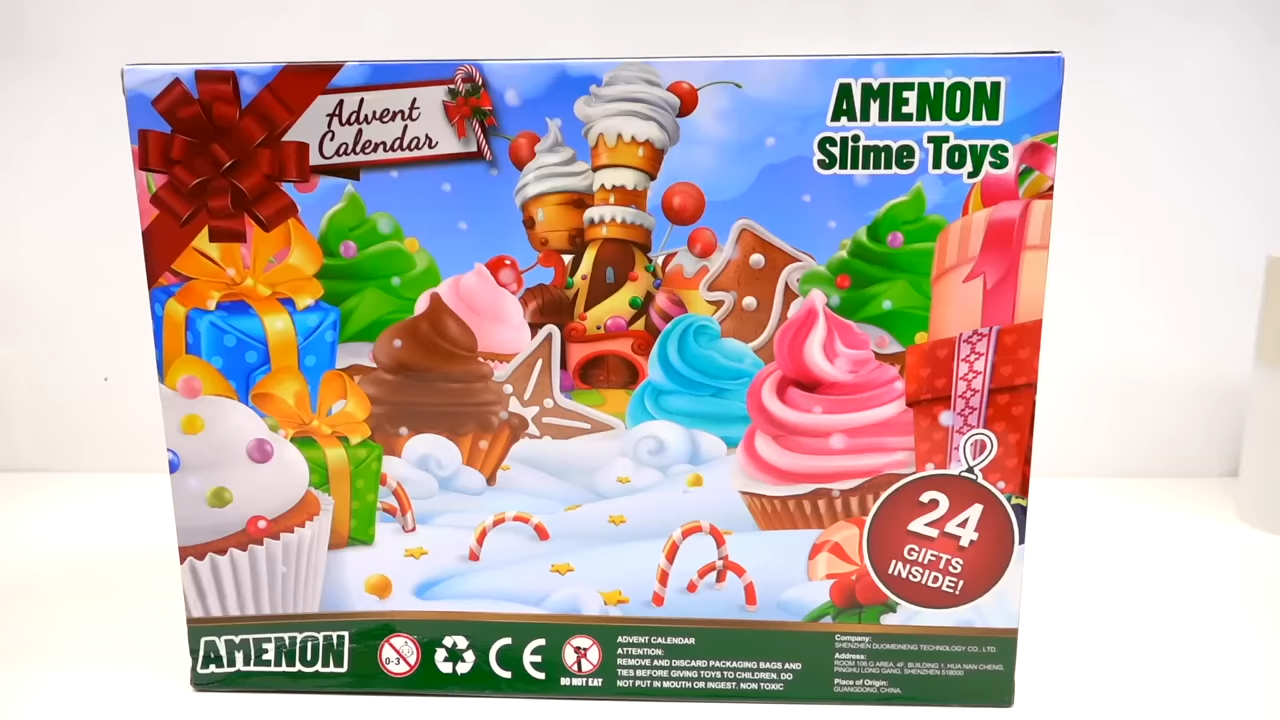 Advent
Calendar
AMENON
Slime Toys
24
GIFTS
INSIDE!
AMENON
0-3
CE
DO NOT EAT
ADVENT CALENDAR
ATTENTION:
REMOVE AND DISCARD PACKAGING BAGS AND
TIES BEFORE GIVING TOYS TO CHILDREN. DO
NOT PUT IN MOUTH OR INGEST. NON TOXIC
Company:
SHENZHEN DUOMEINENG TECHNOLOGY CO., LTD.
Address:
ROOM 106 G AREA, 4F, BUILDING 1, HUA NAN CHENG,
PINGHU LONG GANG, SHENZHEN 518000
Place of Origin:
GUANGDONG, CHINA.